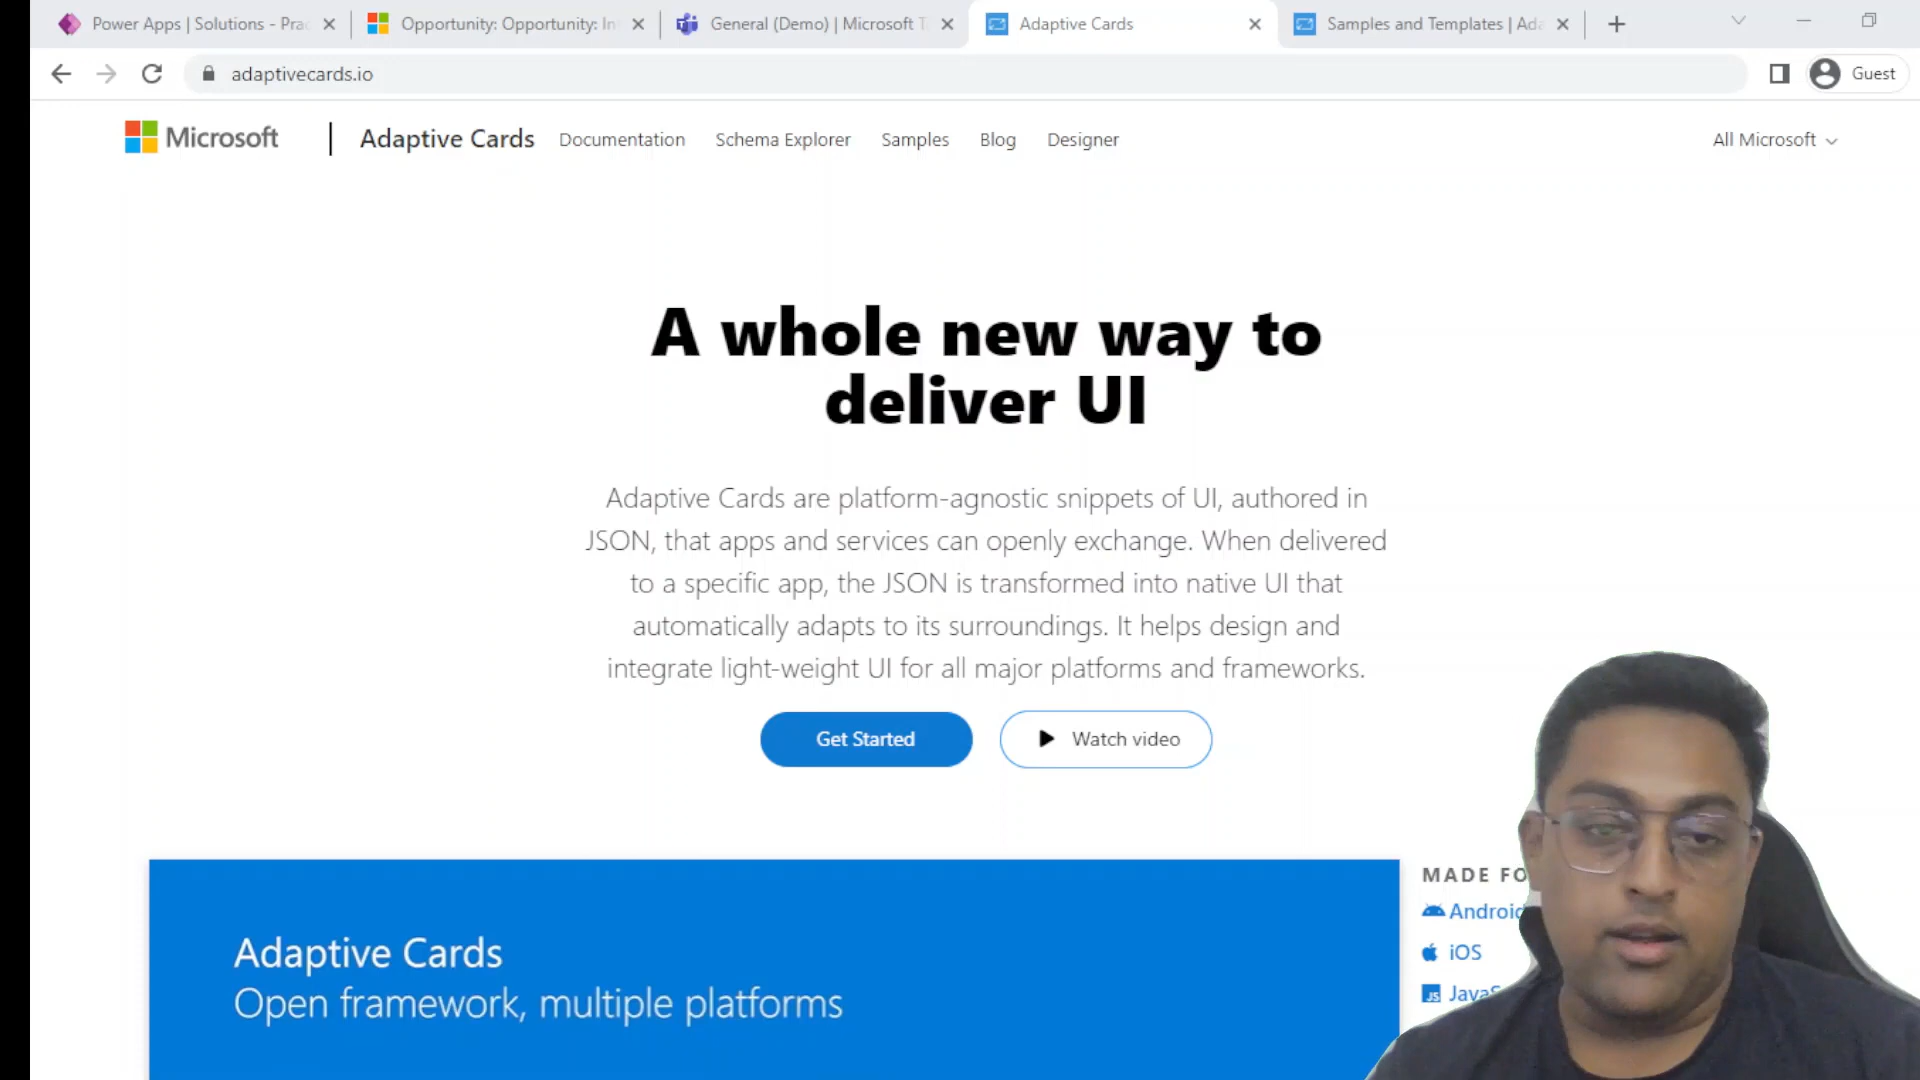 Power Apps | Solutions - Prac
Opportunity: Opportunity: In
General (Demo) | Microsoft T
Adaptive Cards
Samples and Templates | Ada
adaptivecards.io
Guest
Microsoft
Adaptive Cards
Documentation
Schema Explorer
Samples
Blog
Designer
All Microsoft
A whole new way to
deliver UI
Adaptive Cards are platform-agnostic snippets of UI, authored in
JSON, that apps and services can openly exchange. When delivered
to a specific app, the JSON is transformed into native UI that
automatically adapts to its surroundings. It helps design and
integrate light-weight UI for all major platforms and frameworks.
Get Started
Watch video
Adaptive Cards
Open framework, multiple platforms
MADE FO
Android
iOS
JavaS